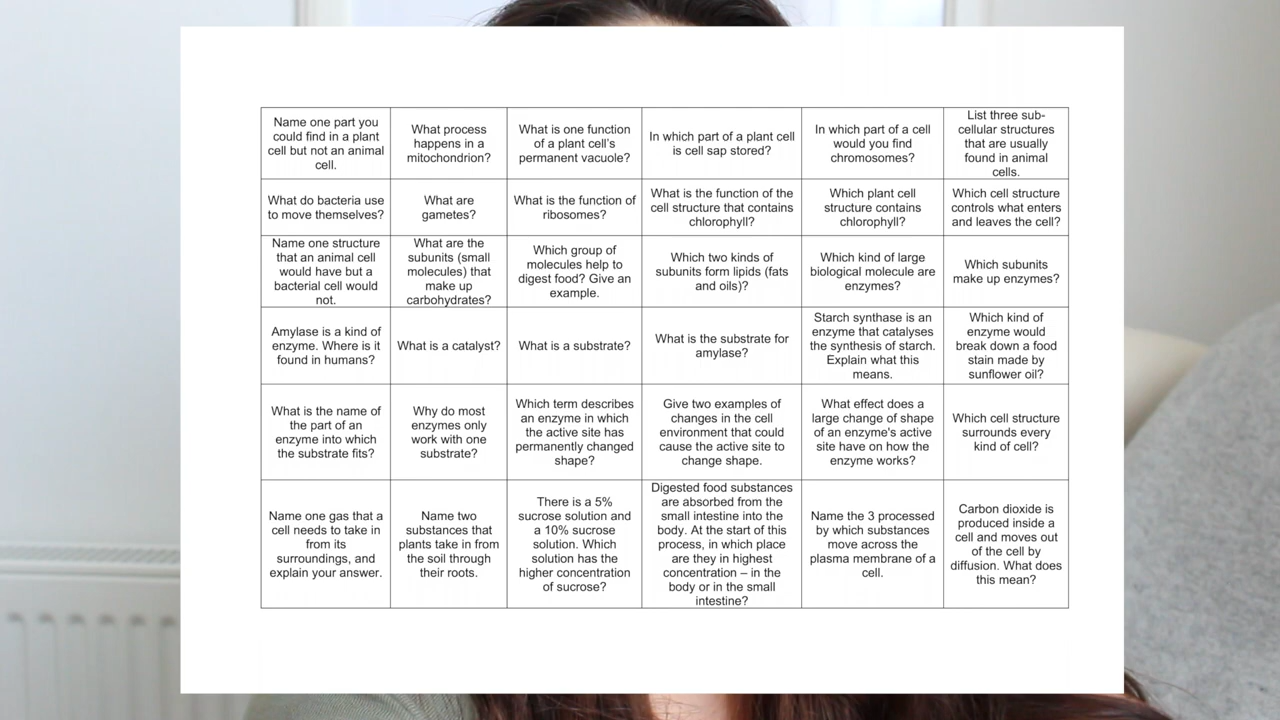 Name one part you
could find in a plant
cell but not an animal
cell.
What process
happens in a
mitochondrion?
What is one function
of a plant cell's
permanent vacuole?
In which part of a plant cell
is cell sap stored?
In which part of a cell
would you find
chromosomes?
List three sub-
cellular structures
that are usually
found in animal
cells.
What do bacteria use
to move themselves?
What are
gametes?
What is the function of
ribosomes?
What is the function of the
cell structure that contains
chlorophyll?
Which plant cell
structure contains
chlorophyll?
Which cell structure
controls what enters
and leaves the cell?
Name one structure
that an animal cell
would have but a
bacterial cell would
not.
What are the
subunits (small
molecules) that
make up
carbohydrates?
Which group of
molecules help to
digest food? Give an
example.
Which two kinds of
subunits form lipids (fats
and oils)?
Which kind of large
biological molecule are
enzymes?
Which subunits
make up enzymes?
Amylase is a kind of
enzyme. Where is it
found in humans?
What is a catalyst?
What is a substrate?
What is the substrate for
amylase?
Starch synthase is an
enzyme that catalyses
the synthesis of starch.
Explain what this
means.
Which kind of
enzyme would
break down a food
stain made by
sunflower oil?
What is the name of
the part of an
enzyme into which
the substrate fits?
Why do most
enzymes only
work with one
substrate?
Which term describes
an enzyme in which
the active site has
permanently changed
shape?
Give two examples of
changes in the cell
environment that could
cause the active site to
change shape.
What effect does a
large change of shape
of an enzyme's active
site have on how the
enzyme works?
Which cell structure
surrounds every
kind of cell?
Name one gas that a
cell needs to take in
from its
surroundings, and
explain your answer.
Name two
substances that
plants take in from
the soil through
their roots.
There is a 5%
sucrose solution and
a 10% sucrose
solution. Which
solution has the
higher concentration
of sucrose?
Digested food substances
are absorbed from the
small intestine into the
body. At the start of this
process, in which place
are they in highest
concentration – in the
body or in the small
intestine?
Name the 3 processed
by which substances
move across the
plasma membrane of a
cell.
Carbon dioxide is
produced inside a
cell and moves out
of the cell by
diffusion. What does
this mean?